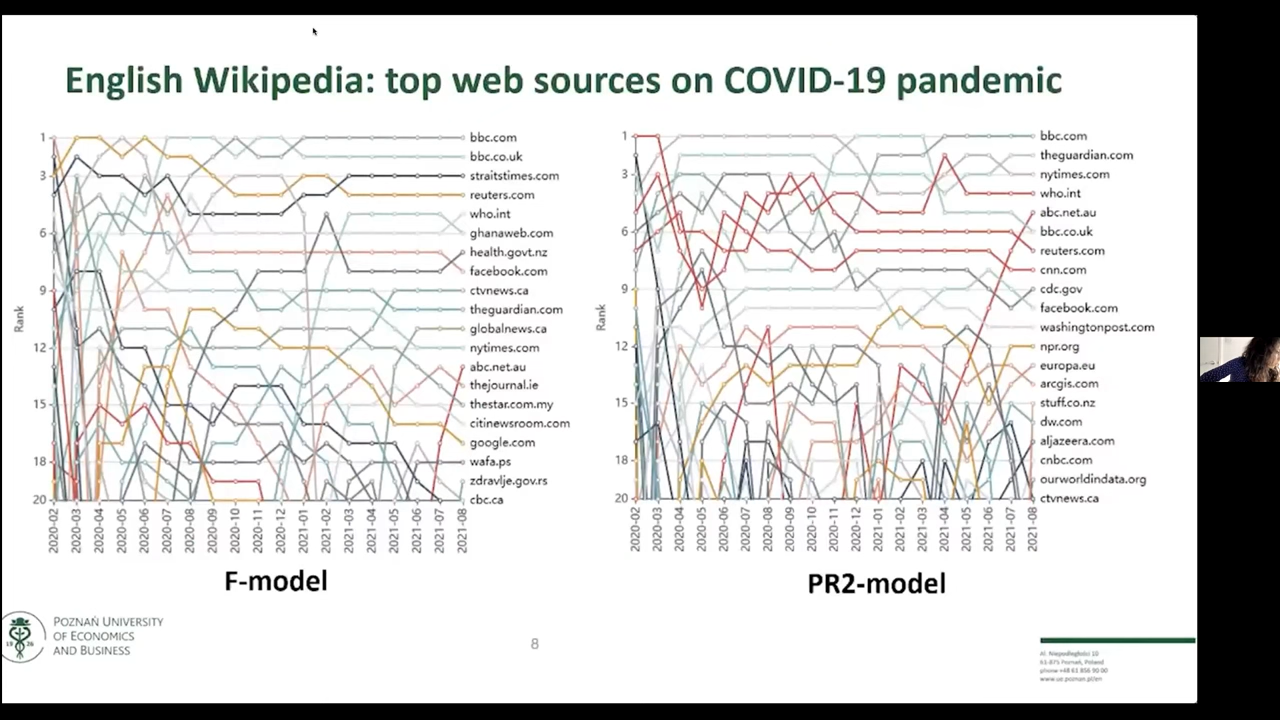 English Wikipedia: top web sources on COVID-19 pandemic
Rank
1
3
6
9
12
15
18
20
bbc.com
bbc.co.uk
straitstimes.com
reuters.com
who.int
ghanaweb.com
health.govt.nz
facebook.com
ctvnews.ca
theguardian.com
globalnews.ca
nytimes.com
abc.net.au
thejournal.ie
thestar.com.my
citinewsroom.com
google.com
wafa.ps
zdravlje.gov.rs
cbc.ca
2020-02
2020-03
2020-04
2020-05
2020-06
2020-07
2020-08
2020-09
2020-10
2020-11
2020-12
2021-01
2021-02
2021-03
2021-04
2021-05
2021-06
2021-07
2021-08
F-model
Rank
1
3
6
9
12
15
18
20
bbc.com
theguardian.com
nytimes.com
who.int
abc.net.au
bbc.co.uk
reuters.com
cnn.com
cdc.gov
facebook.com
washingtonpost.com
npr.org
europa.eu
arcgis.com
stuff.co.nz
dw.com
aljazeera.com
cnbc.com
ourworldindata.org
ctvnews.ca
2020-02
2020-03
2020-04
2020-05
2020-06
2020-07
2020-08
2020-09
2020-10
2020-11
2020-12
2021-01
2021-02
2021-03
2021-04
2021-05
2021-06
2021-07
2021-08
PR2-model
19 26
POZNAŃ UNIVERSITY
OF ECONOMICS
AND BUSINESS
8
Al. Niepodległości 10
61-875 Poznań, Poland
phone +48 61 856 90 00
www.ue.poznan.pl/en